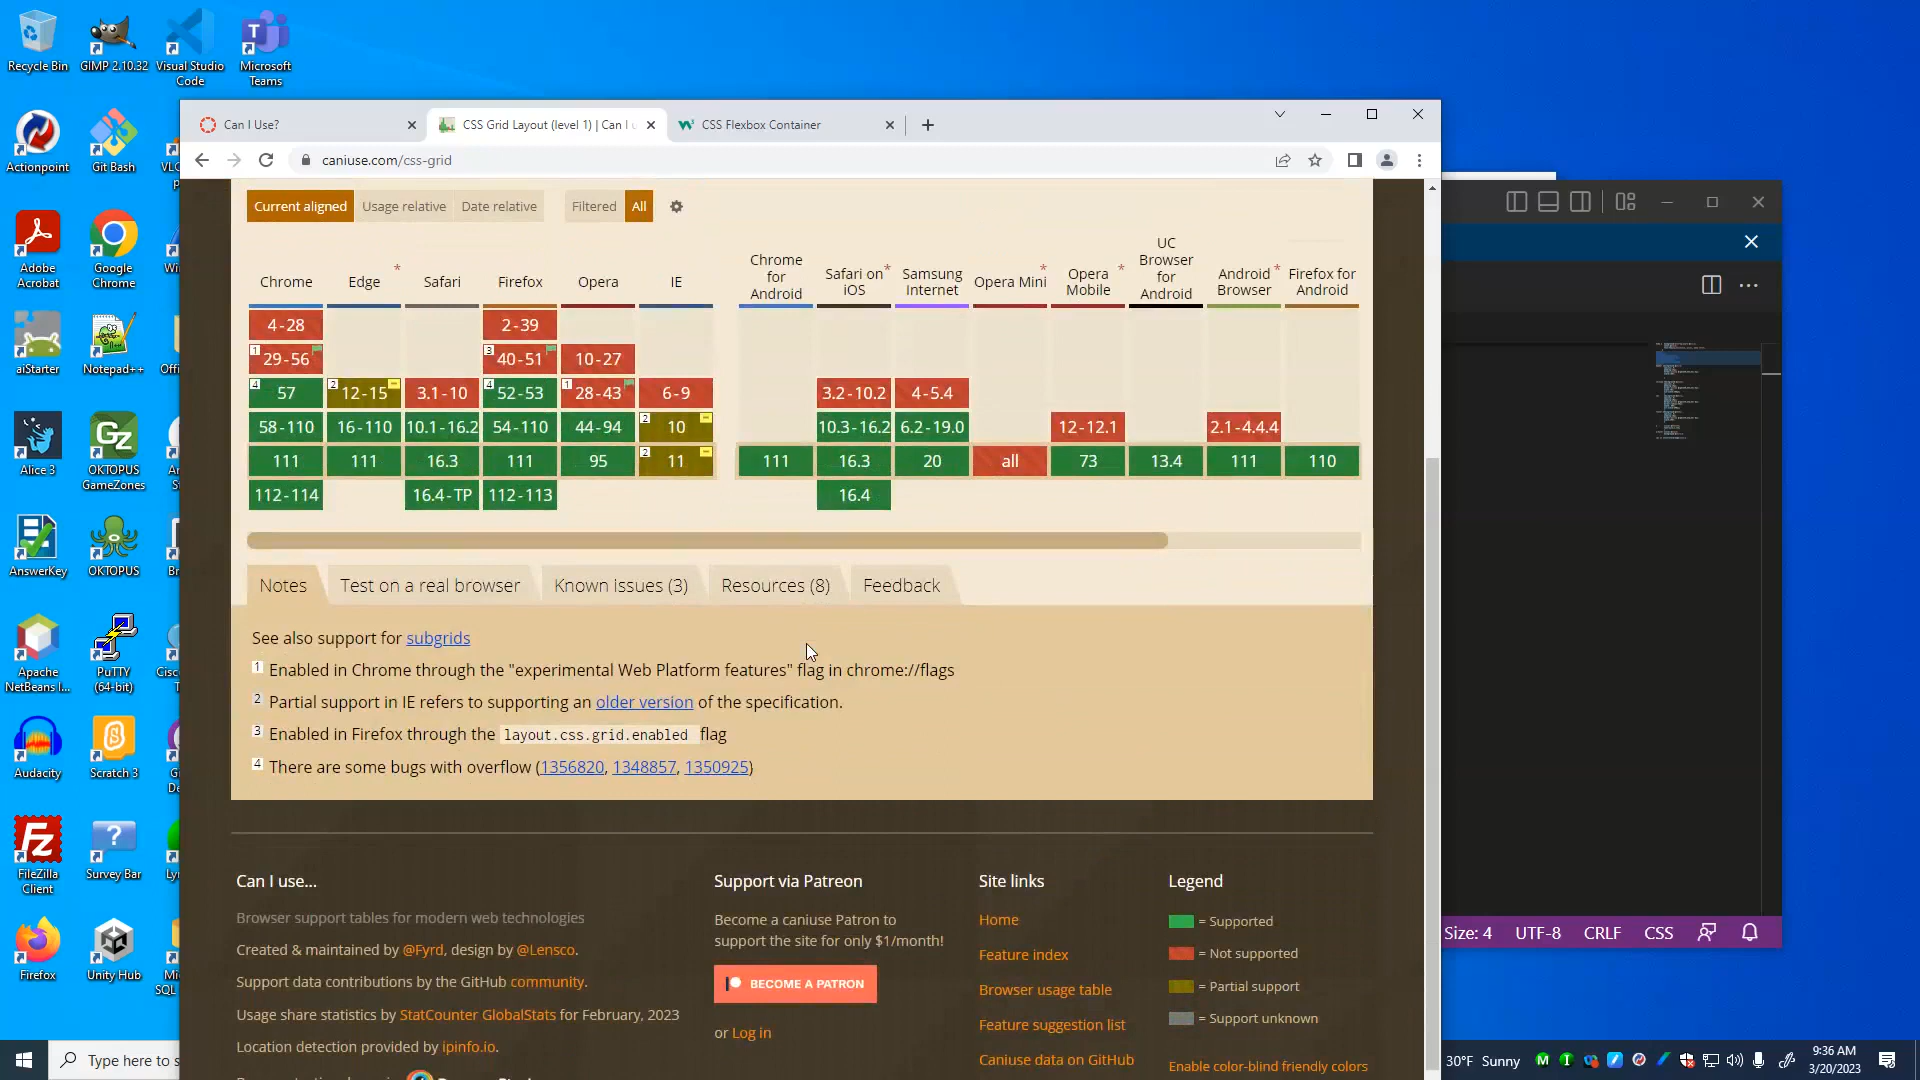 Recycle Bin
GIMP 2.10.32
Visual Studio
Code
Microsoft
Teams
Actionpoint
Git Bash
Adobe
Acrobat
Google
Chrome
aiStarter
Notepad++
Alice 3
OKTOPUS
GameZones
AnswerKey
OKTOPUS
Apache
NetBeans I...
PuTTY
(64-bit)
Audacity
Scratch 3
FileZilla
Client
Survey Bar
Firefox
Unity Hub
Can I Use?
CSS Grid Layout (level 1) | Can I u
CSS Flexbox Container
caniuse.com/css-grid
Current aligned
Usage relative
Date relative
Filtered
All
Chrome
Edge *
Safari
Firefox
Opera
IE
Chrome
for
Android
Safari on *
iOS
Samsung
Internet
Opera Mini *
Opera *
Mobile
UC
Browser
for
Android
Android *
Browser
Firefox for
Android
4-28 2-39
1 29-56 3 40-51 10-27
4 57 2 12-15 3.1-10 4 52-53 1 28-43 6-9 3.2-10.2 4-5.4
58-110 16-110 10.1-16.2 54-110 44-94 2 10 10.3-16.2 6.2-19.0 12-12.1 2.1-4.4.4
111 111 16.3 111 95 2 11 111 16.3 20 all 73 13.4 111 110
112-114 16.4-TP 112-113 16.4
Notes
Test on a real browser
Known issues (3)
Resources (8)
Feedback
See also support for subgrids
1 Enabled in Chrome through the "experimental Web Platform features" flag in chrome://flags
2 Partial support in IE refers to supporting an older version of the specification.
3 Enabled in Firefox through the layout.css.grid.enabled flag
4 There are some bugs with overflow (1356820, 1348857, 1350925)
Can I use...
Browser support tables for modern web technologies
Created & maintained by @Fyrd, design by @Lensco.
Support data contributions by the GitHub community.
Usage share statistics by StatCounter GlobalStats for February, 2023
Location detection provided by ipinfo.io.
Support via Patreon
Become a caniuse Patron to
support the site for only $1/month!
BECOME A PATRON
or Log in
Site links
Home
Feature index
Browser usage table
Feature suggestion list
Caniuse data on GitHub
Legend
= Supported
= Not supported
= Partial support
= Support unknown
Enable color-blind friendly colors
Size: 4
UTF-8
CRLF
CSS
Type here to s
30°F Sunny
9:36 AM
3/20/2023